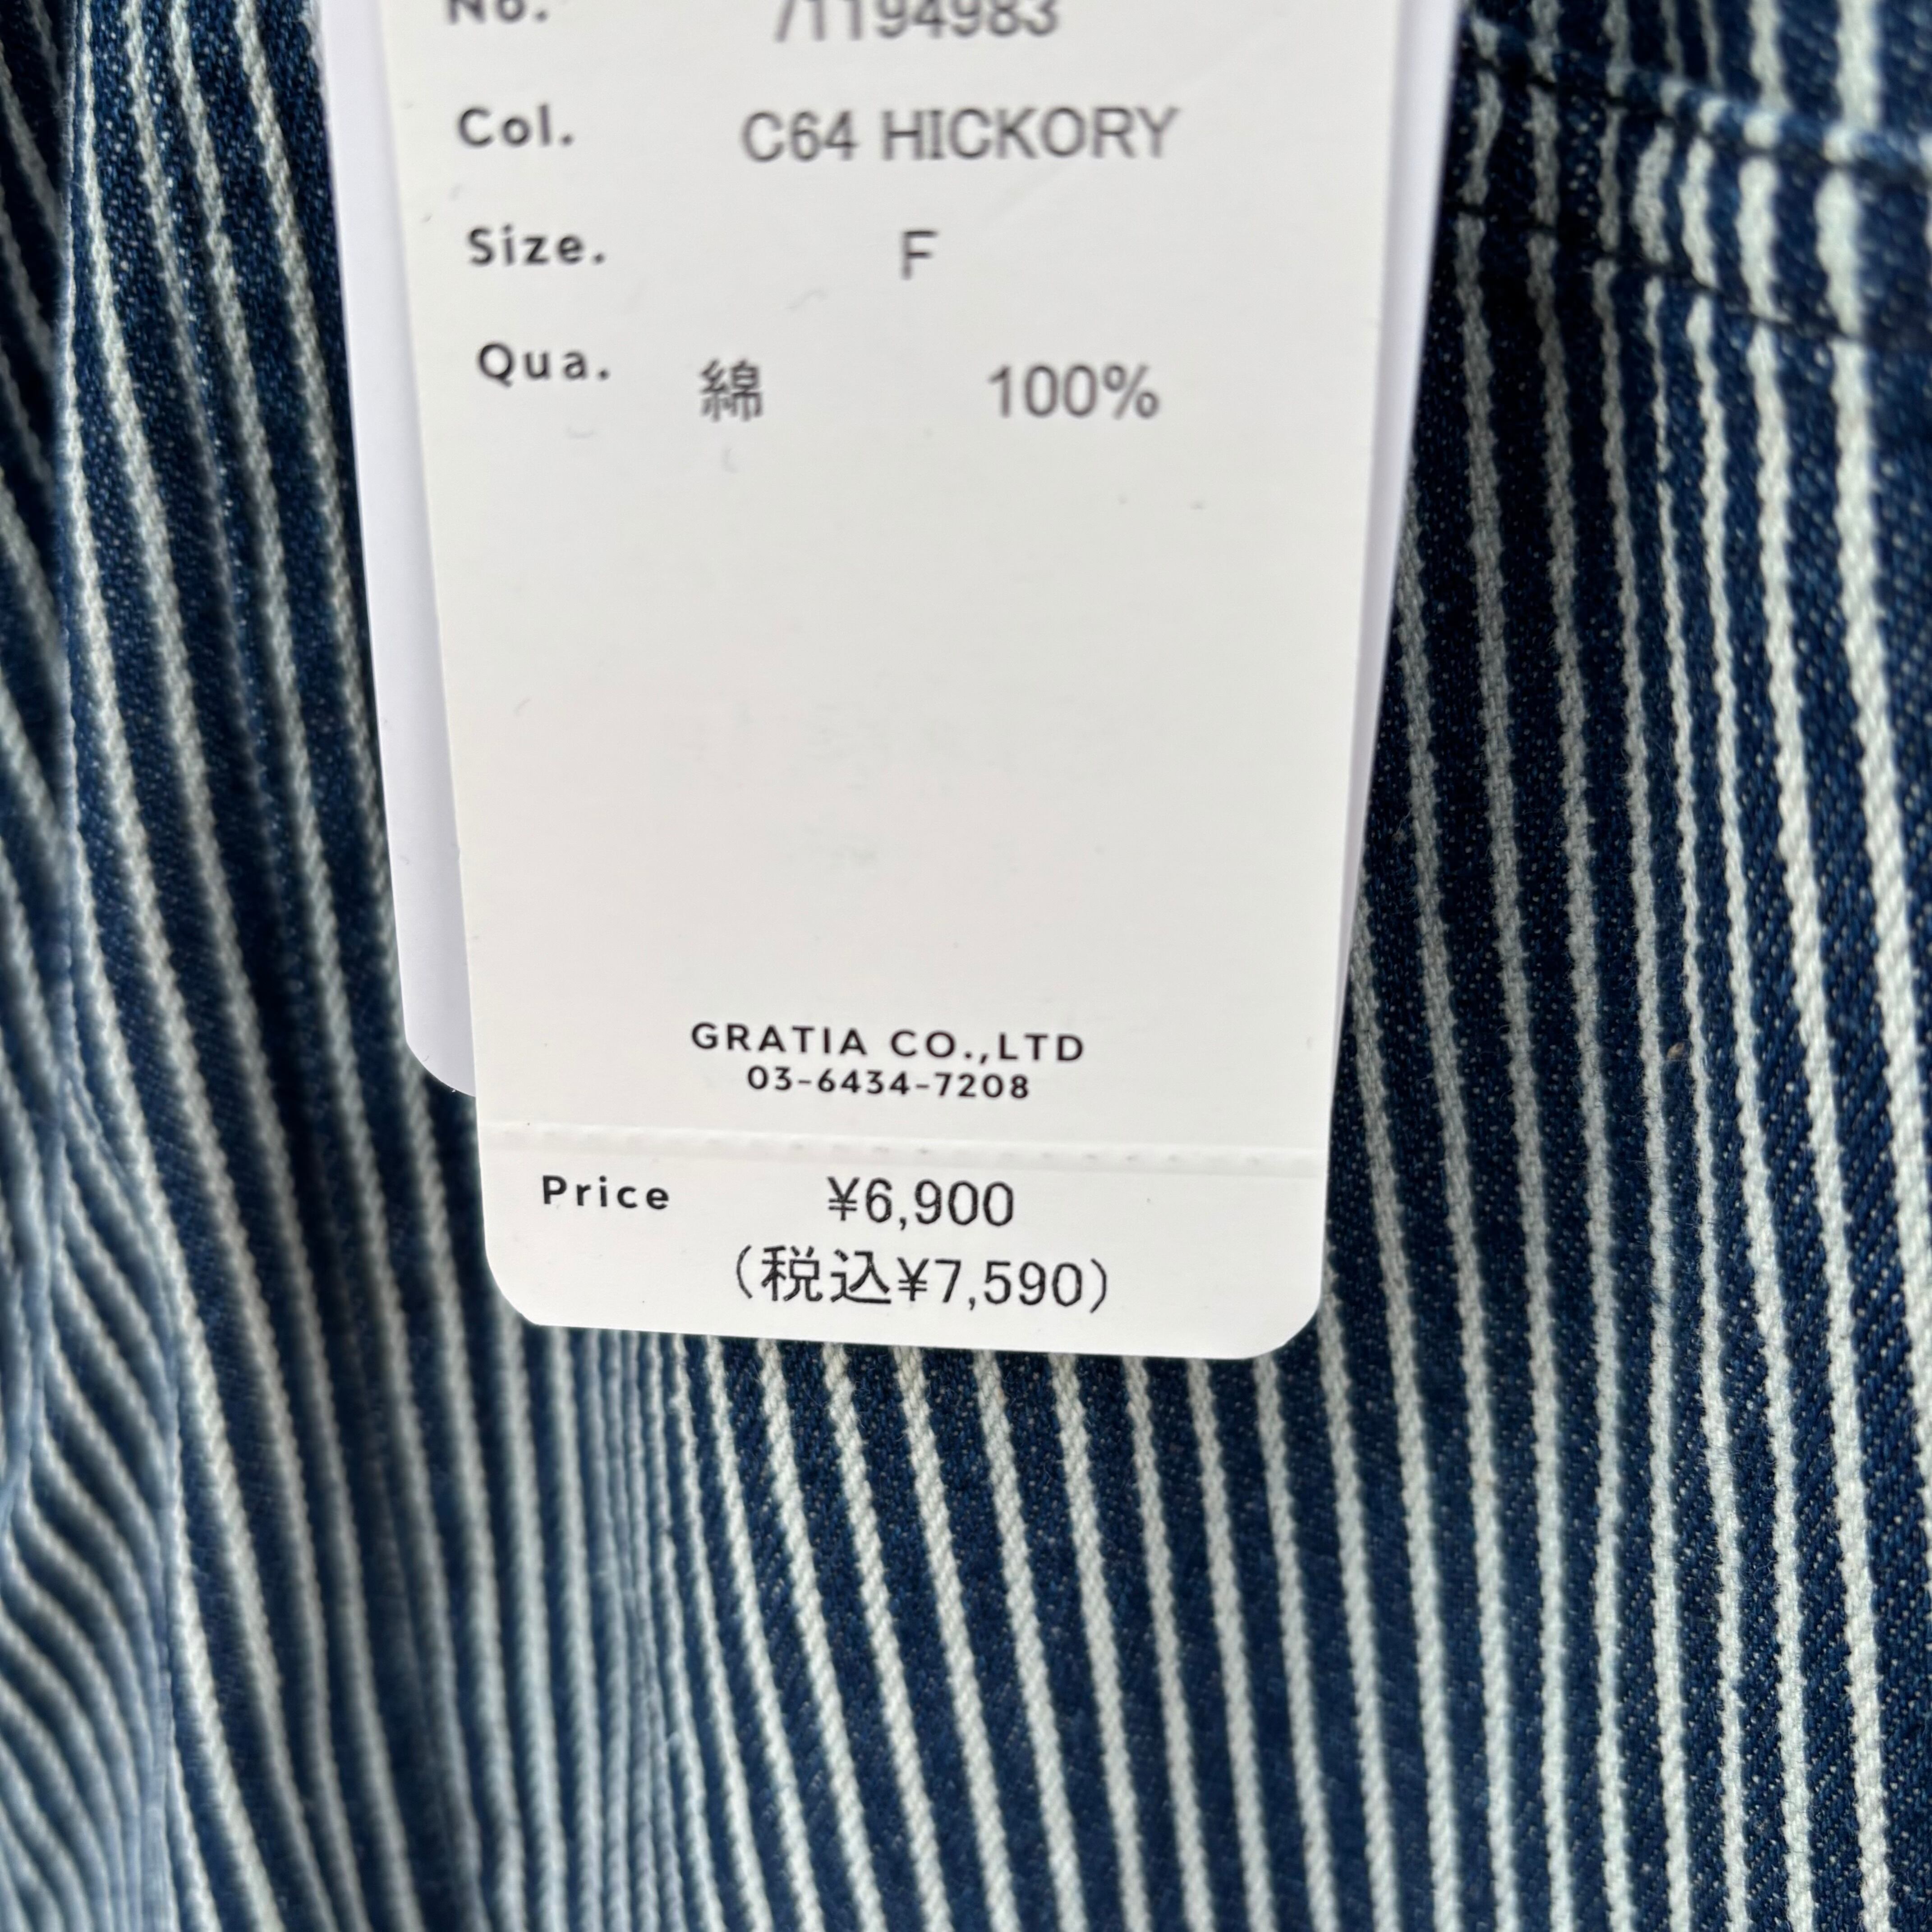 No. 71194983
Col. C64 HICKORY
Size. F
Qua. 綿 100%
GRATIA CO.,LTD
03-6434-7208
Price ¥6,900
(税込¥7,590)